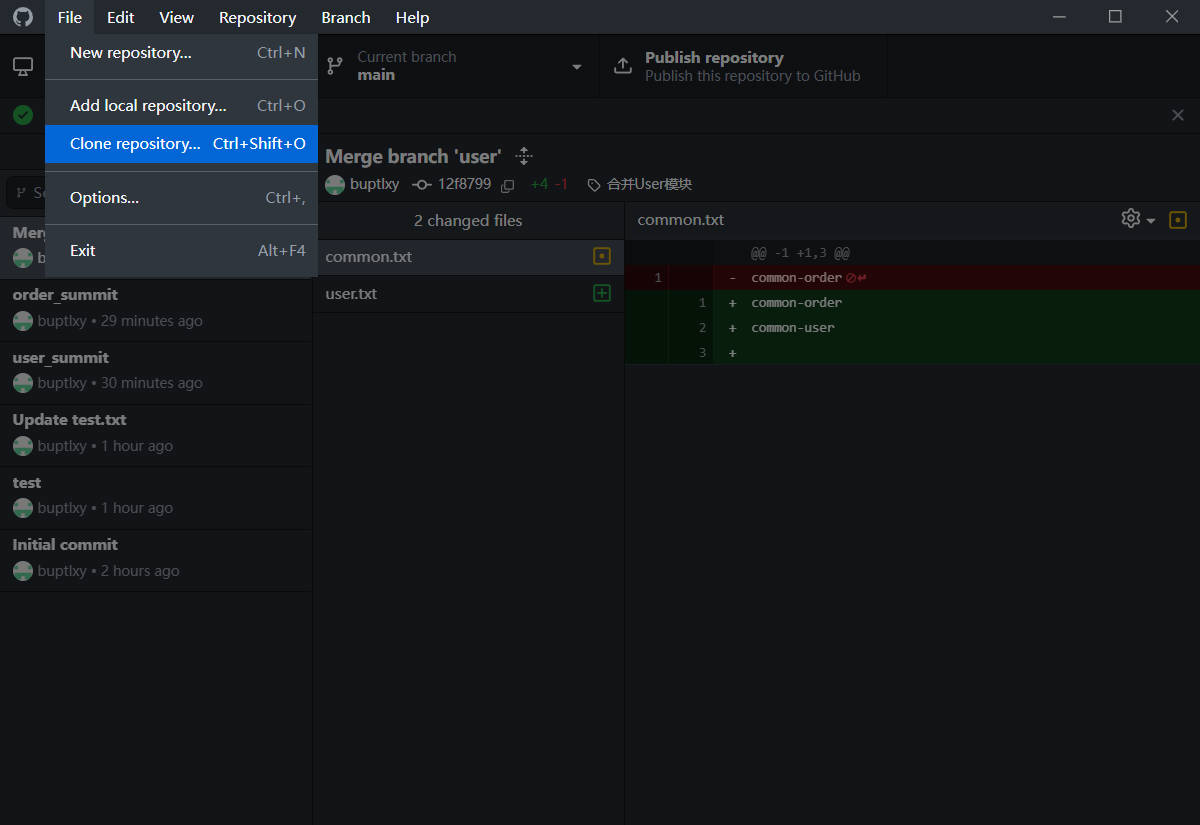 File Edit View Repository Branch Help
New repository... Ctrl+N
Add local repository... Ctrl+O
Clone repository... Ctrl+Shift+O
Options... Ctrl+,
Exit Alt+F4
Current branch
main
Publish repository
Publish this repository to GitHub
Merge branch 'user'
buptlxy 12f8799 +4 -1 合并User模块
order_summit
buptlxy • 29 minutes ago
user_summit
buptlxy • 30 minutes ago
Update test.txt
buptlxy • 1 hour ago
test
buptlxy • 1 hour ago
Initial commit
buptlxy • 2 hours ago
2 changed files
common.txt
user.txt
common.txt
@@ -1 +1,3 @@
1 - common-order
1 + common-order
2 + common-user
3 +